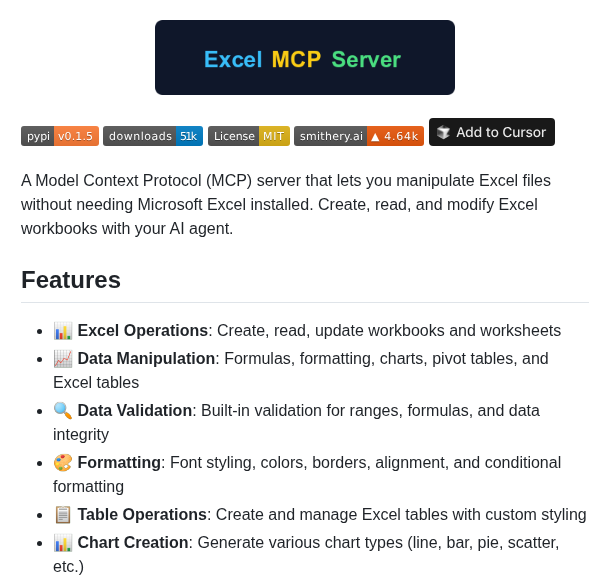 Excel MCP Server
pypi v0.1.5 downloads 51k License MIT smithery.ai ▲ 4.64k Add to Cursor
A Model Context Protocol (MCP) server that lets you manipulate Excel files
without needing Microsoft Excel installed. Create, read, and modify Excel
workbooks with your AI agent.
Features
• 📊 Excel Operations: Create, read, update workbooks and worksheets
• 📈 Data Manipulation: Formulas, formatting, charts, pivot tables, and
Excel tables
• 🔍 Data Validation: Built-in validation for ranges, formulas, and data
integrity
• 🎨 Formatting: Font styling, colors, borders, alignment, and conditional
formatting
• 📋 Table Operations: Create and manage Excel tables with custom styling
• 📊 Chart Creation: Generate various chart types (line, bar, pie, scatter,
etc.)